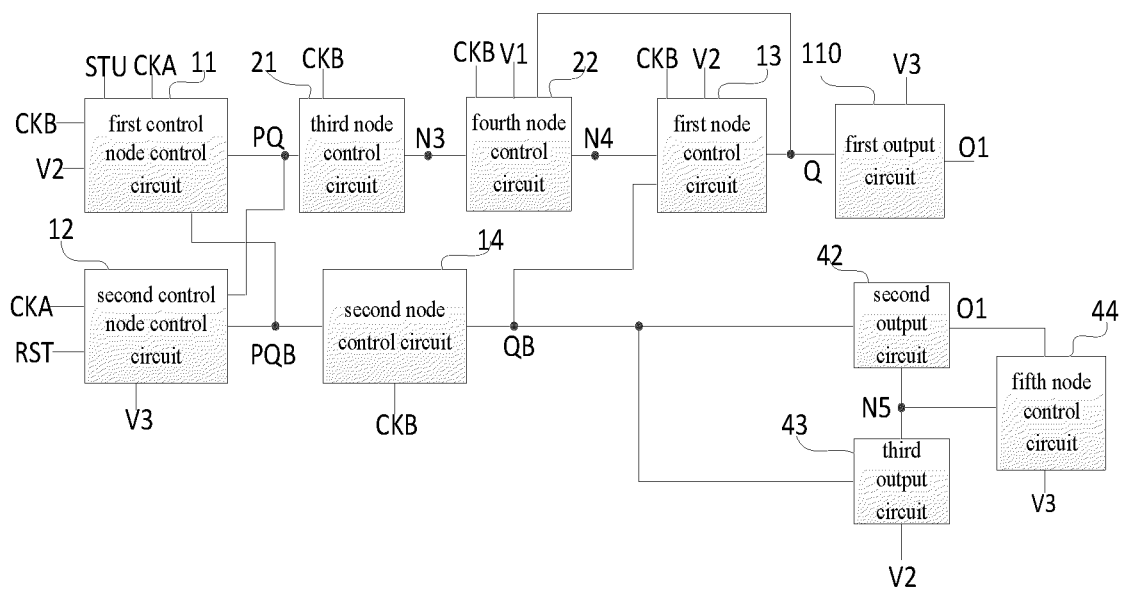 STU CKA 11
CKB
V2
first control
node control
circuit
PQ
21
CKB
third node
control
circuit
N3
CKB V1
22
fourth node
control
circuit
N4
CKB V2
13
first node
control
circuit
Q
110
V3
first output
circuit
O1
12
CKA
RST
second control
node control
circuit
V3
PQB
14
second node
control circuit
CKB
QB
42
second
output
circuit
O1
44
N5
fifth node
control
circuit
V3
43
third
output
circuit
V2